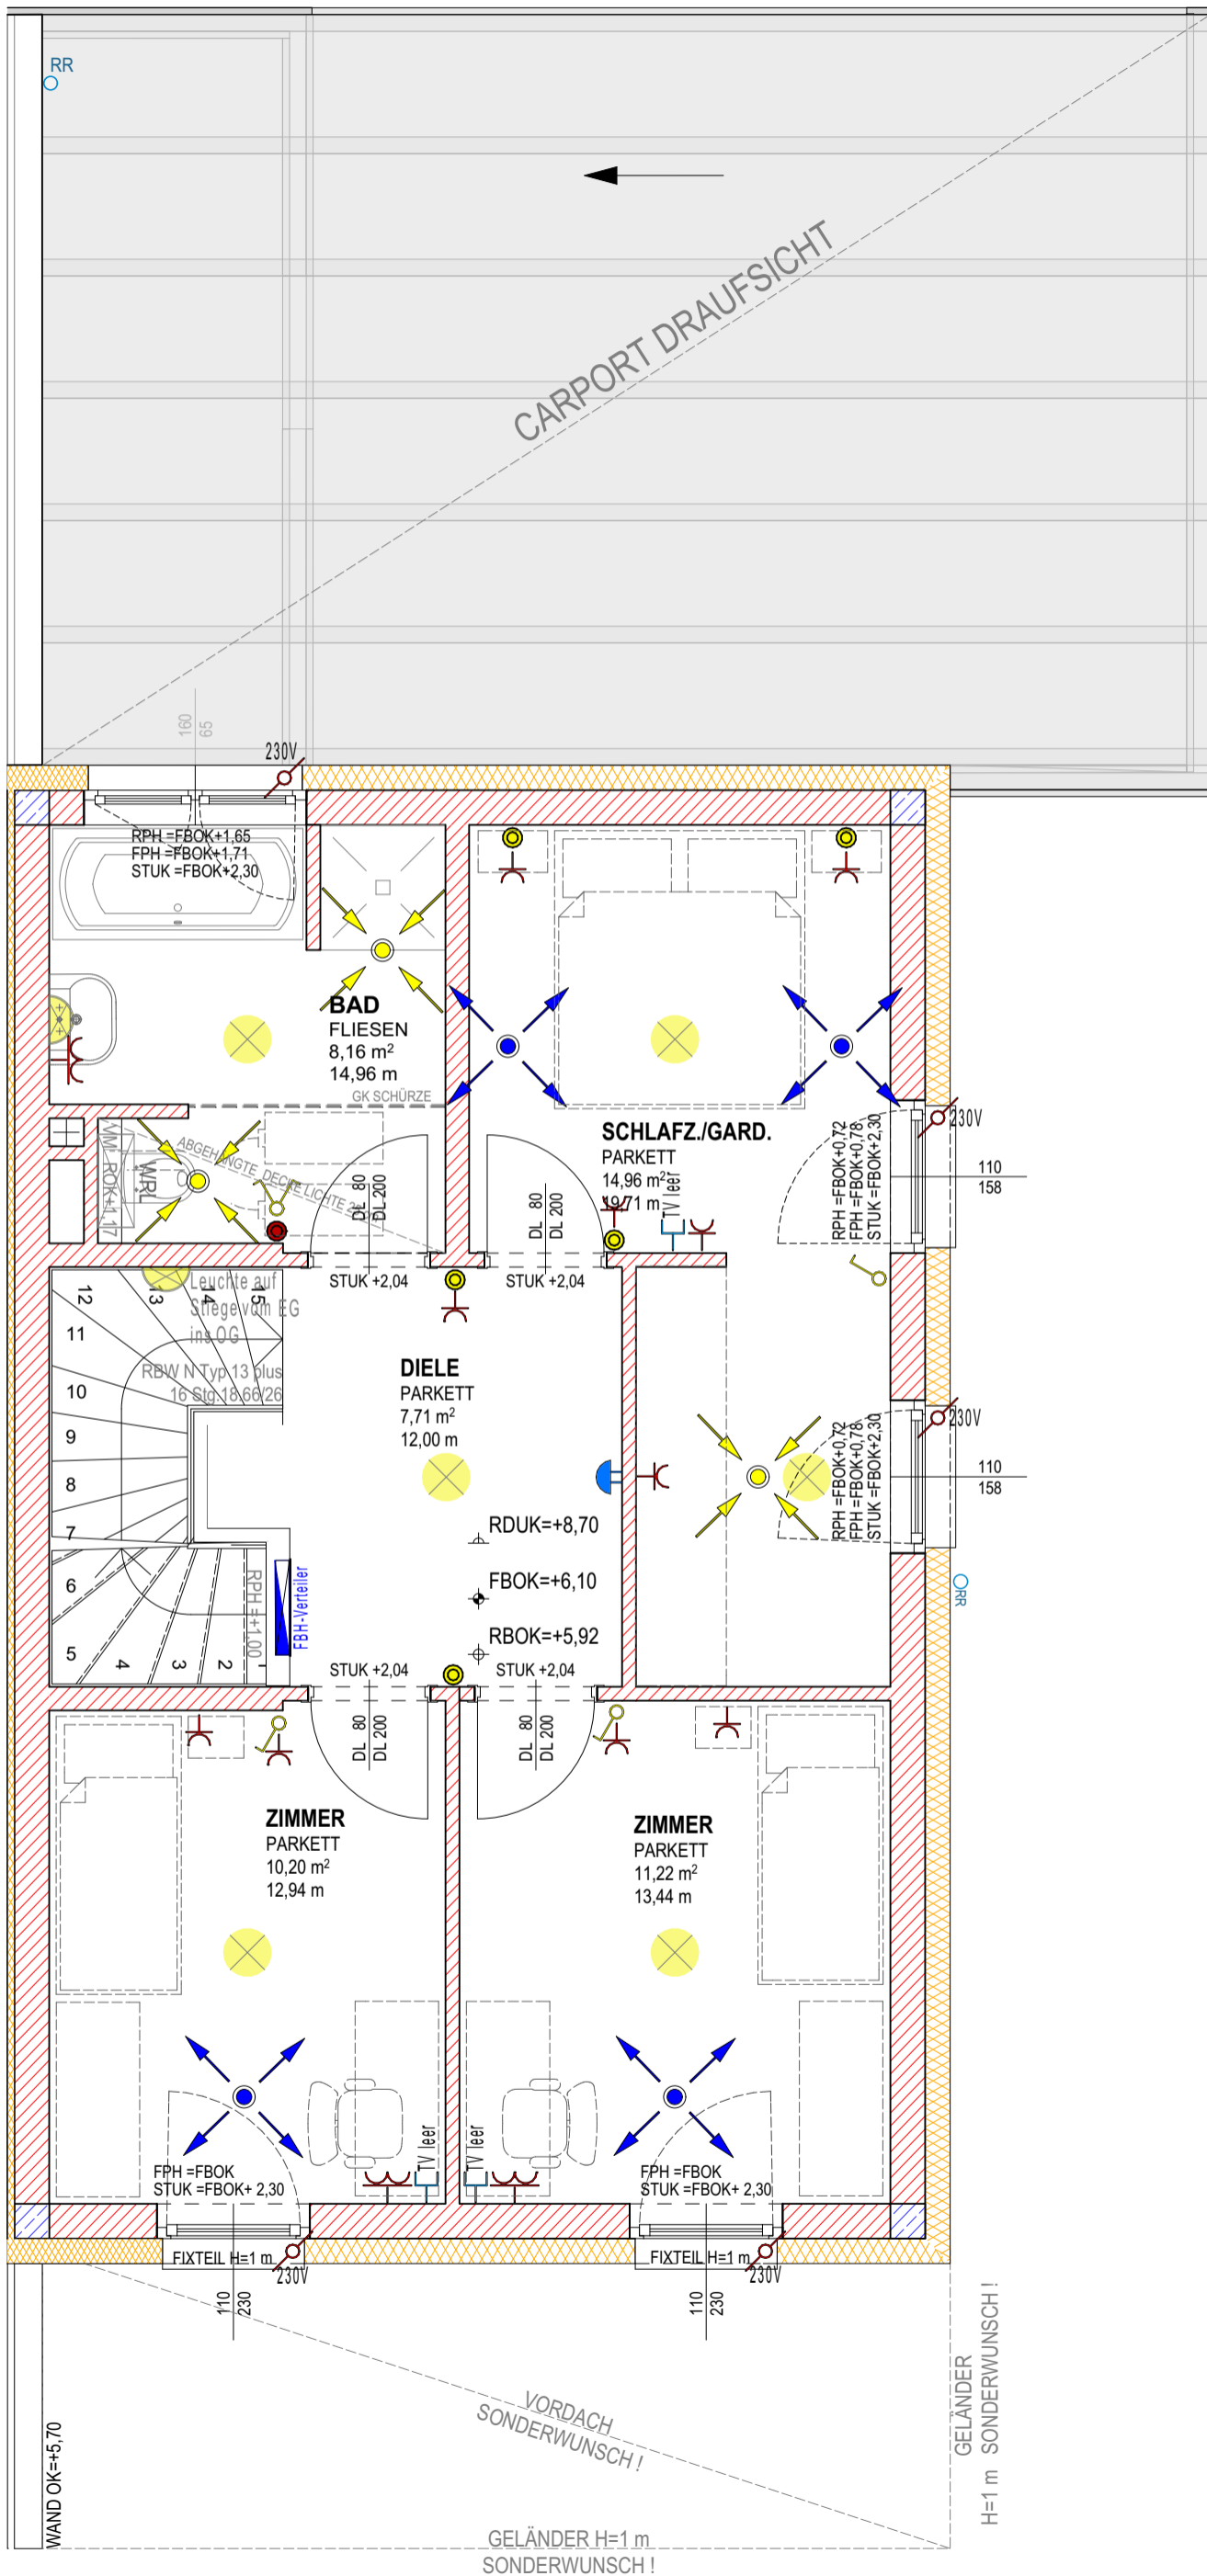 RR
CARPORT DRAUFSICHT
160
65
230V
RPH =FBOK+1,65
FPH =FBOK+1,71
STUK =FBOK+2,30
BAD
FLIESEN
8,16 m²
14,96 m
GK SCHÜRZE
SCHLAFZ./GARD.
PARKETT
14,96 m²
19,71 m
TV leer
RPH =FBOK+0,72
FPH =FBOK+0,78
STUK =FBOK+2,30
230V
110
158
WM
ROK+1,17
WRL
ABGEHÄNGTE DECKE LICHTE
DL 80
DL 200
DL 80
DL 200
STUK +2,04
STUK +2,04
Leuchte auf
Stiege vom EG
ins OG
RBW N Typ 13 plus
16 Stg.18,66/26
15
14
13
12
11
10
9
8
7
6
5
4
3
2
1
DIELE
PARKETT
7,71 m²
12,00 m
RPH =FBOK+0,72
FPH =FBOK+0,78
STUK =FBOK+2,30
230V
110
158
RDUK=+8,70
FBOK=+6,10
RBOK=+5,92
RR
RPH =+1,00
FBH-Verteiler
STUK +2,04
STUK +2,04
DL 80
DL 200
DL 80
DL 200
ZIMMER
PARKETT
10,20 m²
12,94 m
ZIMMER
PARKETT
11,22 m²
13,44 m
TV leer
TV leer
FPH =FBOK
STUK =FBOK+ 2,30
FPH =FBOK
STUK =FBOK+ 2,30
FIXTEIL H=1 m
230V
FIXTEIL H=1 m
230V
110
230
110
230
VORDACH
SONDERWUNSCH !
GELÄNDER
H=1 m SONDERWUNSCH !
WAND OK=+5,70
GELÄNDER H=1 m
SONDERWUNSCH !